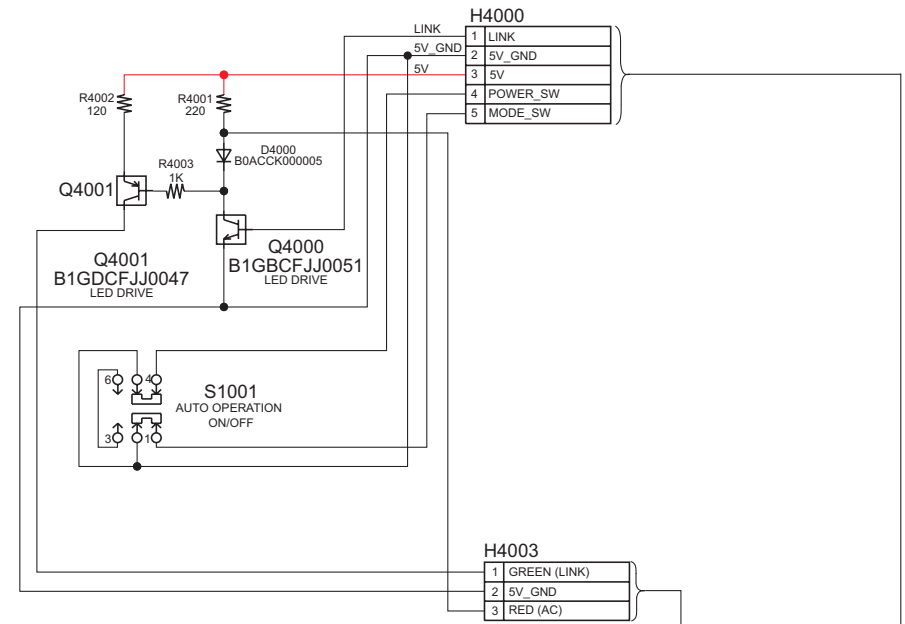 H4000
LINK
1 LINK
5V_GND
2 5V_GND
5V
3 5V
4 POWER_SW
5 MODE_SW
R4002
120
R4001
220
D4000
B0ACCK000005
R4003
1K
Q4001
Q4000
B1GBCFJJ0051
LED DRIVE
Q4001
B1GDCFJJ0047
LED DRIVE
6
4
S1001
AUTO OPERATION
ON/OFF
3
1
H4003
1 GREEN (LINK)
2 5V_GND
3 RED (AC)